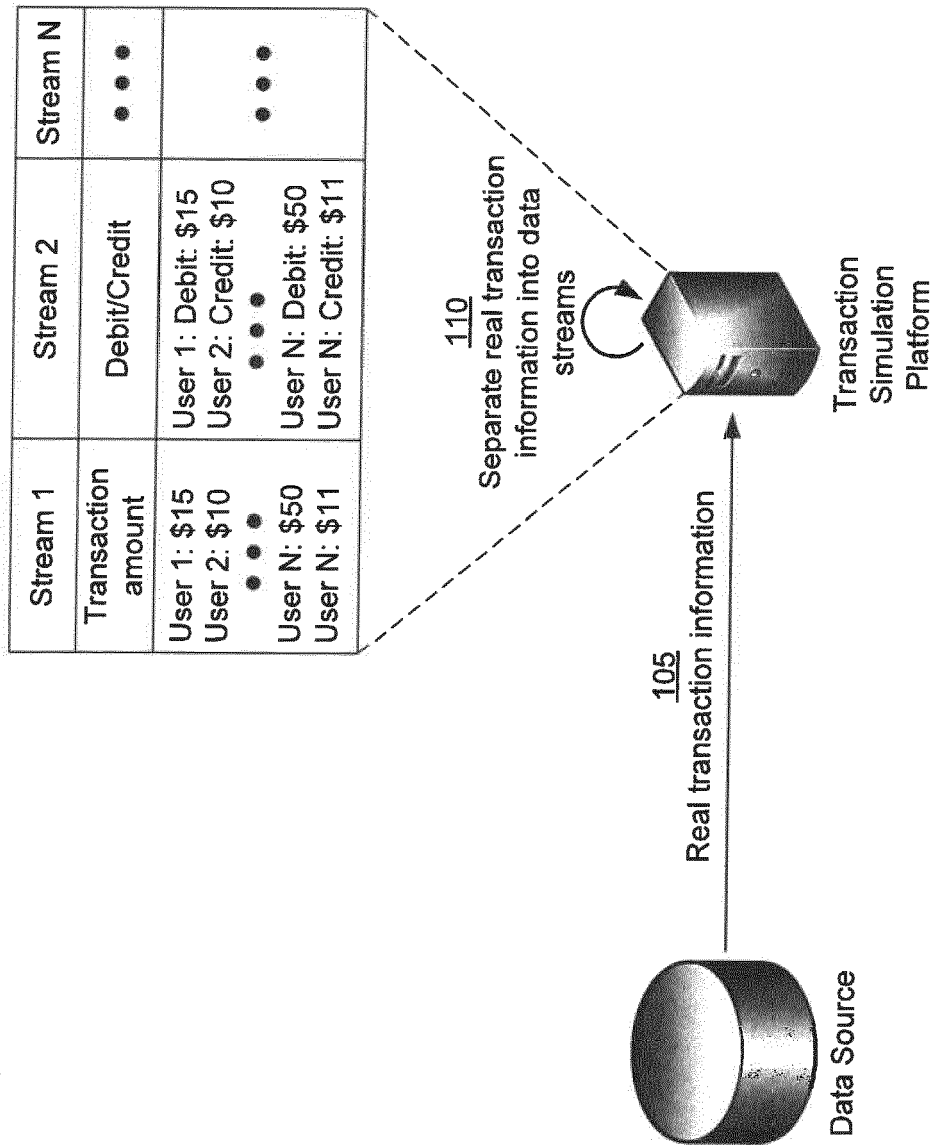 Stream 1
Stream 2
Stream N
Transaction
amount
Debit/Credit
User 1: $15
User 2: $10
User N: $50
User N: $11
User 1: Debit: $15
User 2: Credit: $10
User N: Debit: $50
User N: Credit: $11
110
Separate real transaction
information into data
streams
105
Real transaction information
Data Source
Transaction
Simulation
Platform